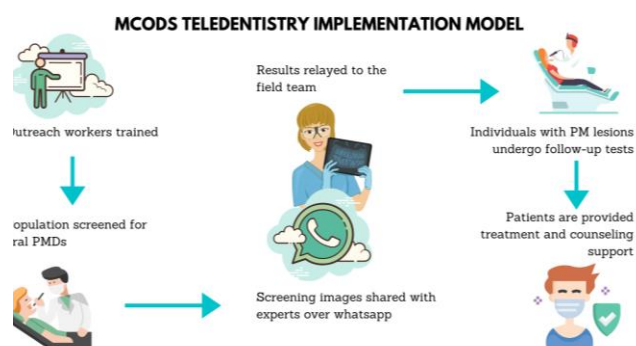 MCODS TELEDENTISTRY IMPLEMENTATION MODEL
utreach workers trained
opulation screened for
ral PMDs
Results relayed to the
field team
Screening images shared with
experts over whatsapp
Individuals with PM lesions
undergo follow-up tests
Patients are provided
treatment and counseling
support